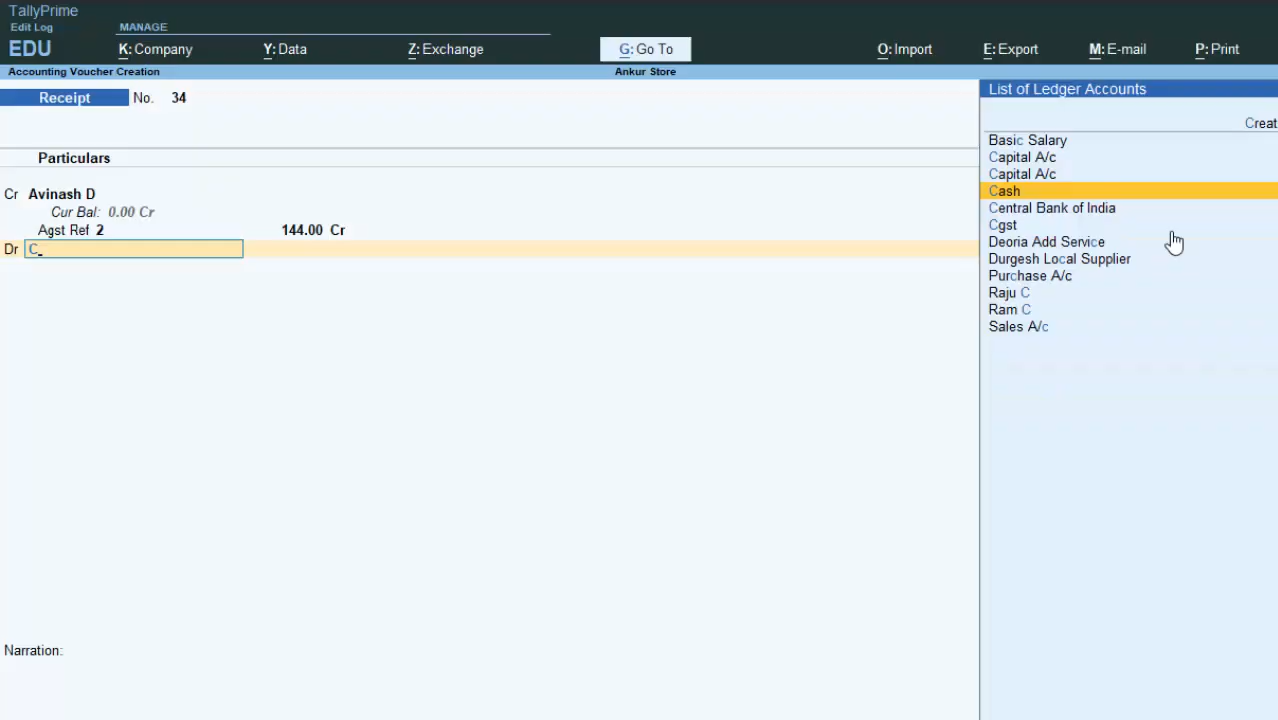 TallyPrime
Edit Log
MANAGE
EDU
K: Company
Y: Data
Z: Exchange
G: Go To
O: Import
E: Export
M: E-mail
P: Print
Accounting Voucher Creation
Ankur Store
Receipt No. 34
Particulars
Cr Avinash D
Cur Bal: 0.00 Cr
Agst Ref 2 144.00 Cr
Dr C
Narration:
List of Ledger Accounts
Creat
Basic Salary
Capital A/c
Capital A/c
Cash
Central Bank of India
Cgst
Deoria Add Service
Durgesh Local Supplier
Purchase A/c
Raju C
Ram C
Sales A/c